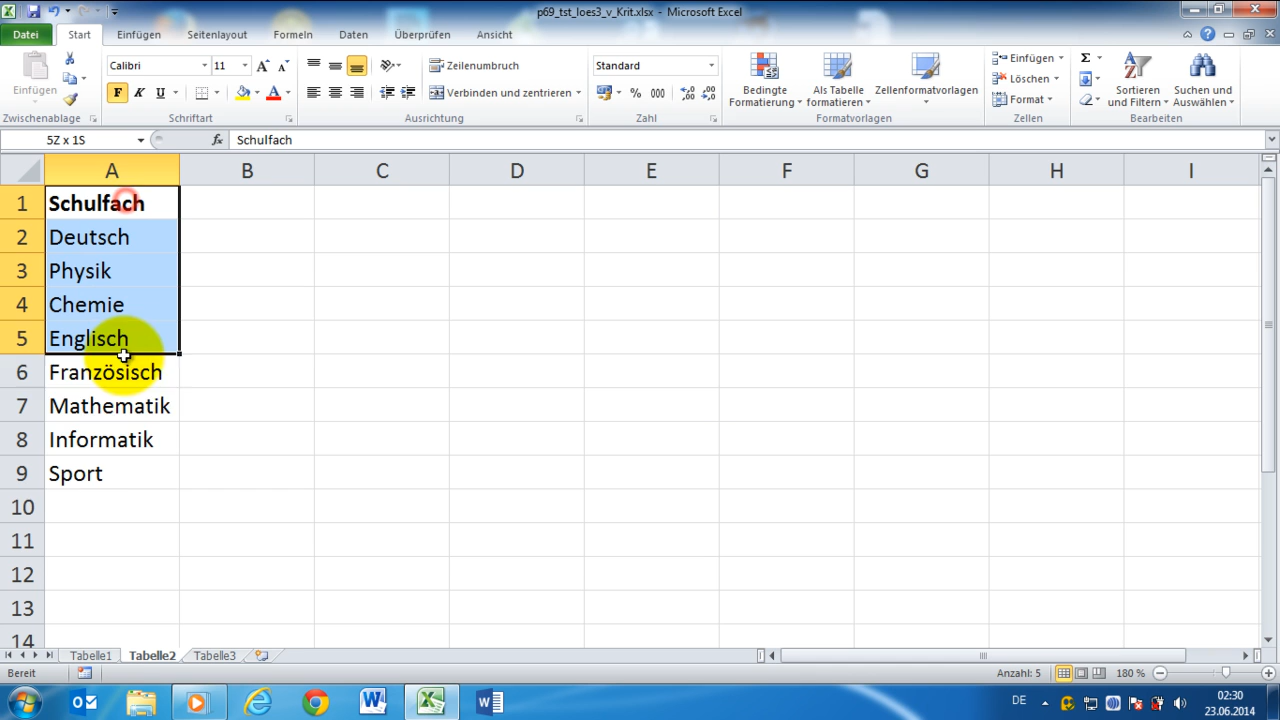 p69_tst_loes3_v_Krit.xlsx - Microsoft Excel
Datei Start Einfügen Seitenlayout Formeln Daten Überprüfen Ansicht
Calibri 11 Zeilenumbruch Standard Einfügen Σ
Einfügen F K U Verbinden und zentrieren % 000 Bedingte Formatierung Als Tabelle formatieren Zellenformatvorlagen Löschen Format Sortieren und Filtern Suchen und Auswählen
Zwischenablage Schriftart Ausrichtung Zahl Formatvorlagen Zellen Bearbeiten
5Z x 1S fx Schulfach
A B C D E F G H I
1 Schulfach
2 Deutsch
3 Physik
4 Chemie
5 Englisch
6 Französisch
7 Mathematik
8 Informatik
9 Sport
10
11
12
13
14
Tabelle1 Tabelle2 Tabelle3
Bereit Anzahl: 5 180 %
DE 02:30
23.06.2014